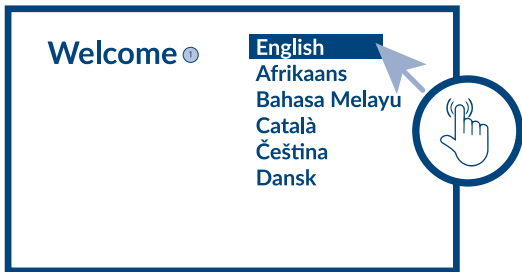 Welcome 1
English
Afrikaans
Bahasa Melayu
Català
Čeština
Dansk